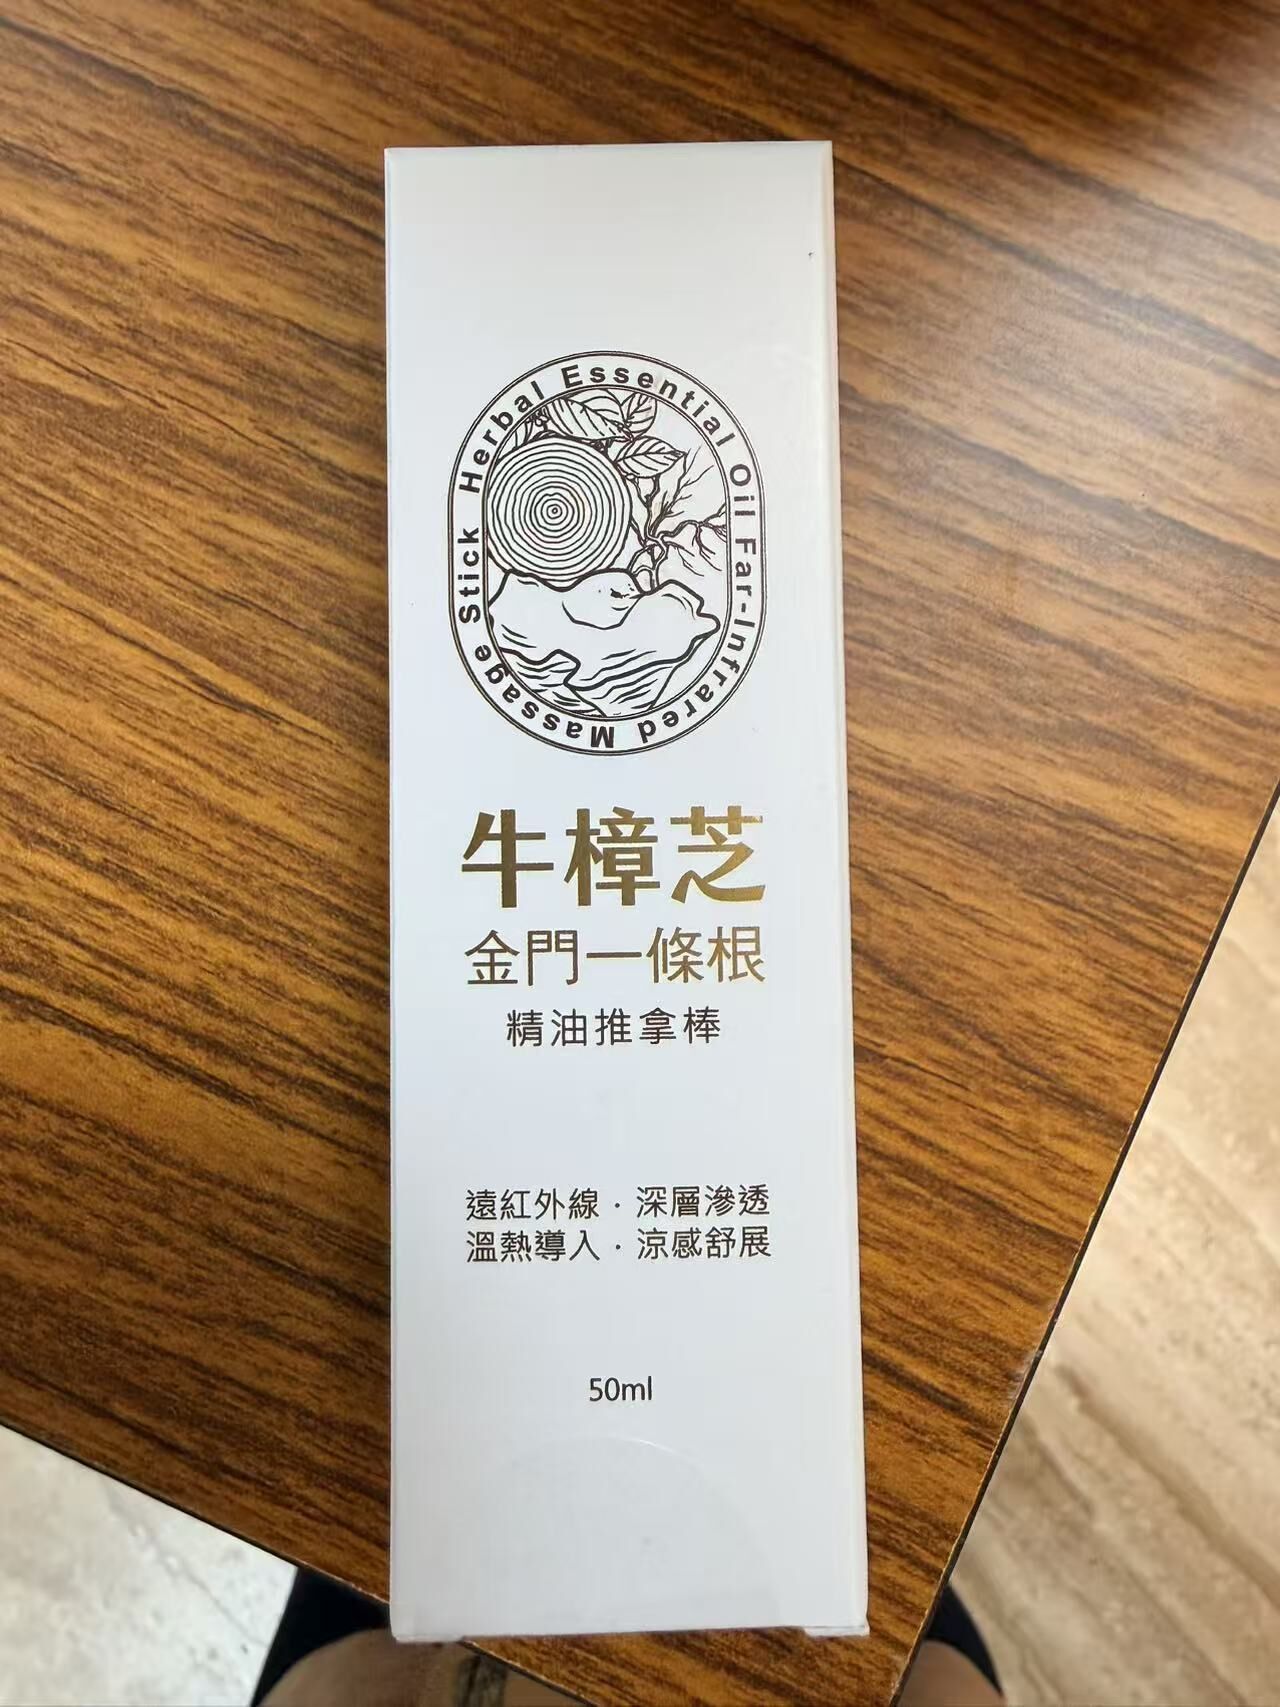 Herbal Essential Oil Far-Infrared Massage Stick
牛樟芝
金門一條根
精油推拿棒
遠紅外線．深層滲透
溫熱導入．涼感舒展
50ml